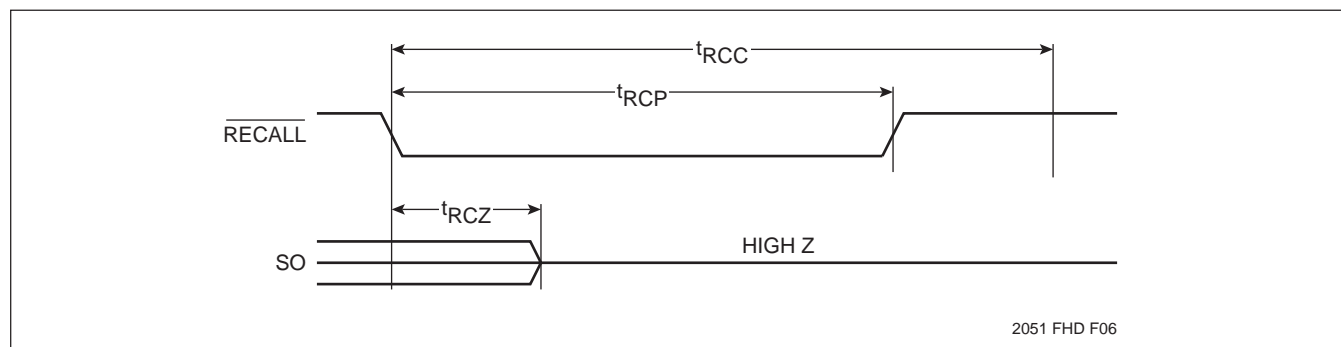 tRCC
tRCP
RECALL
tRCZ
SO
HIGH Z
2051 FHD F06